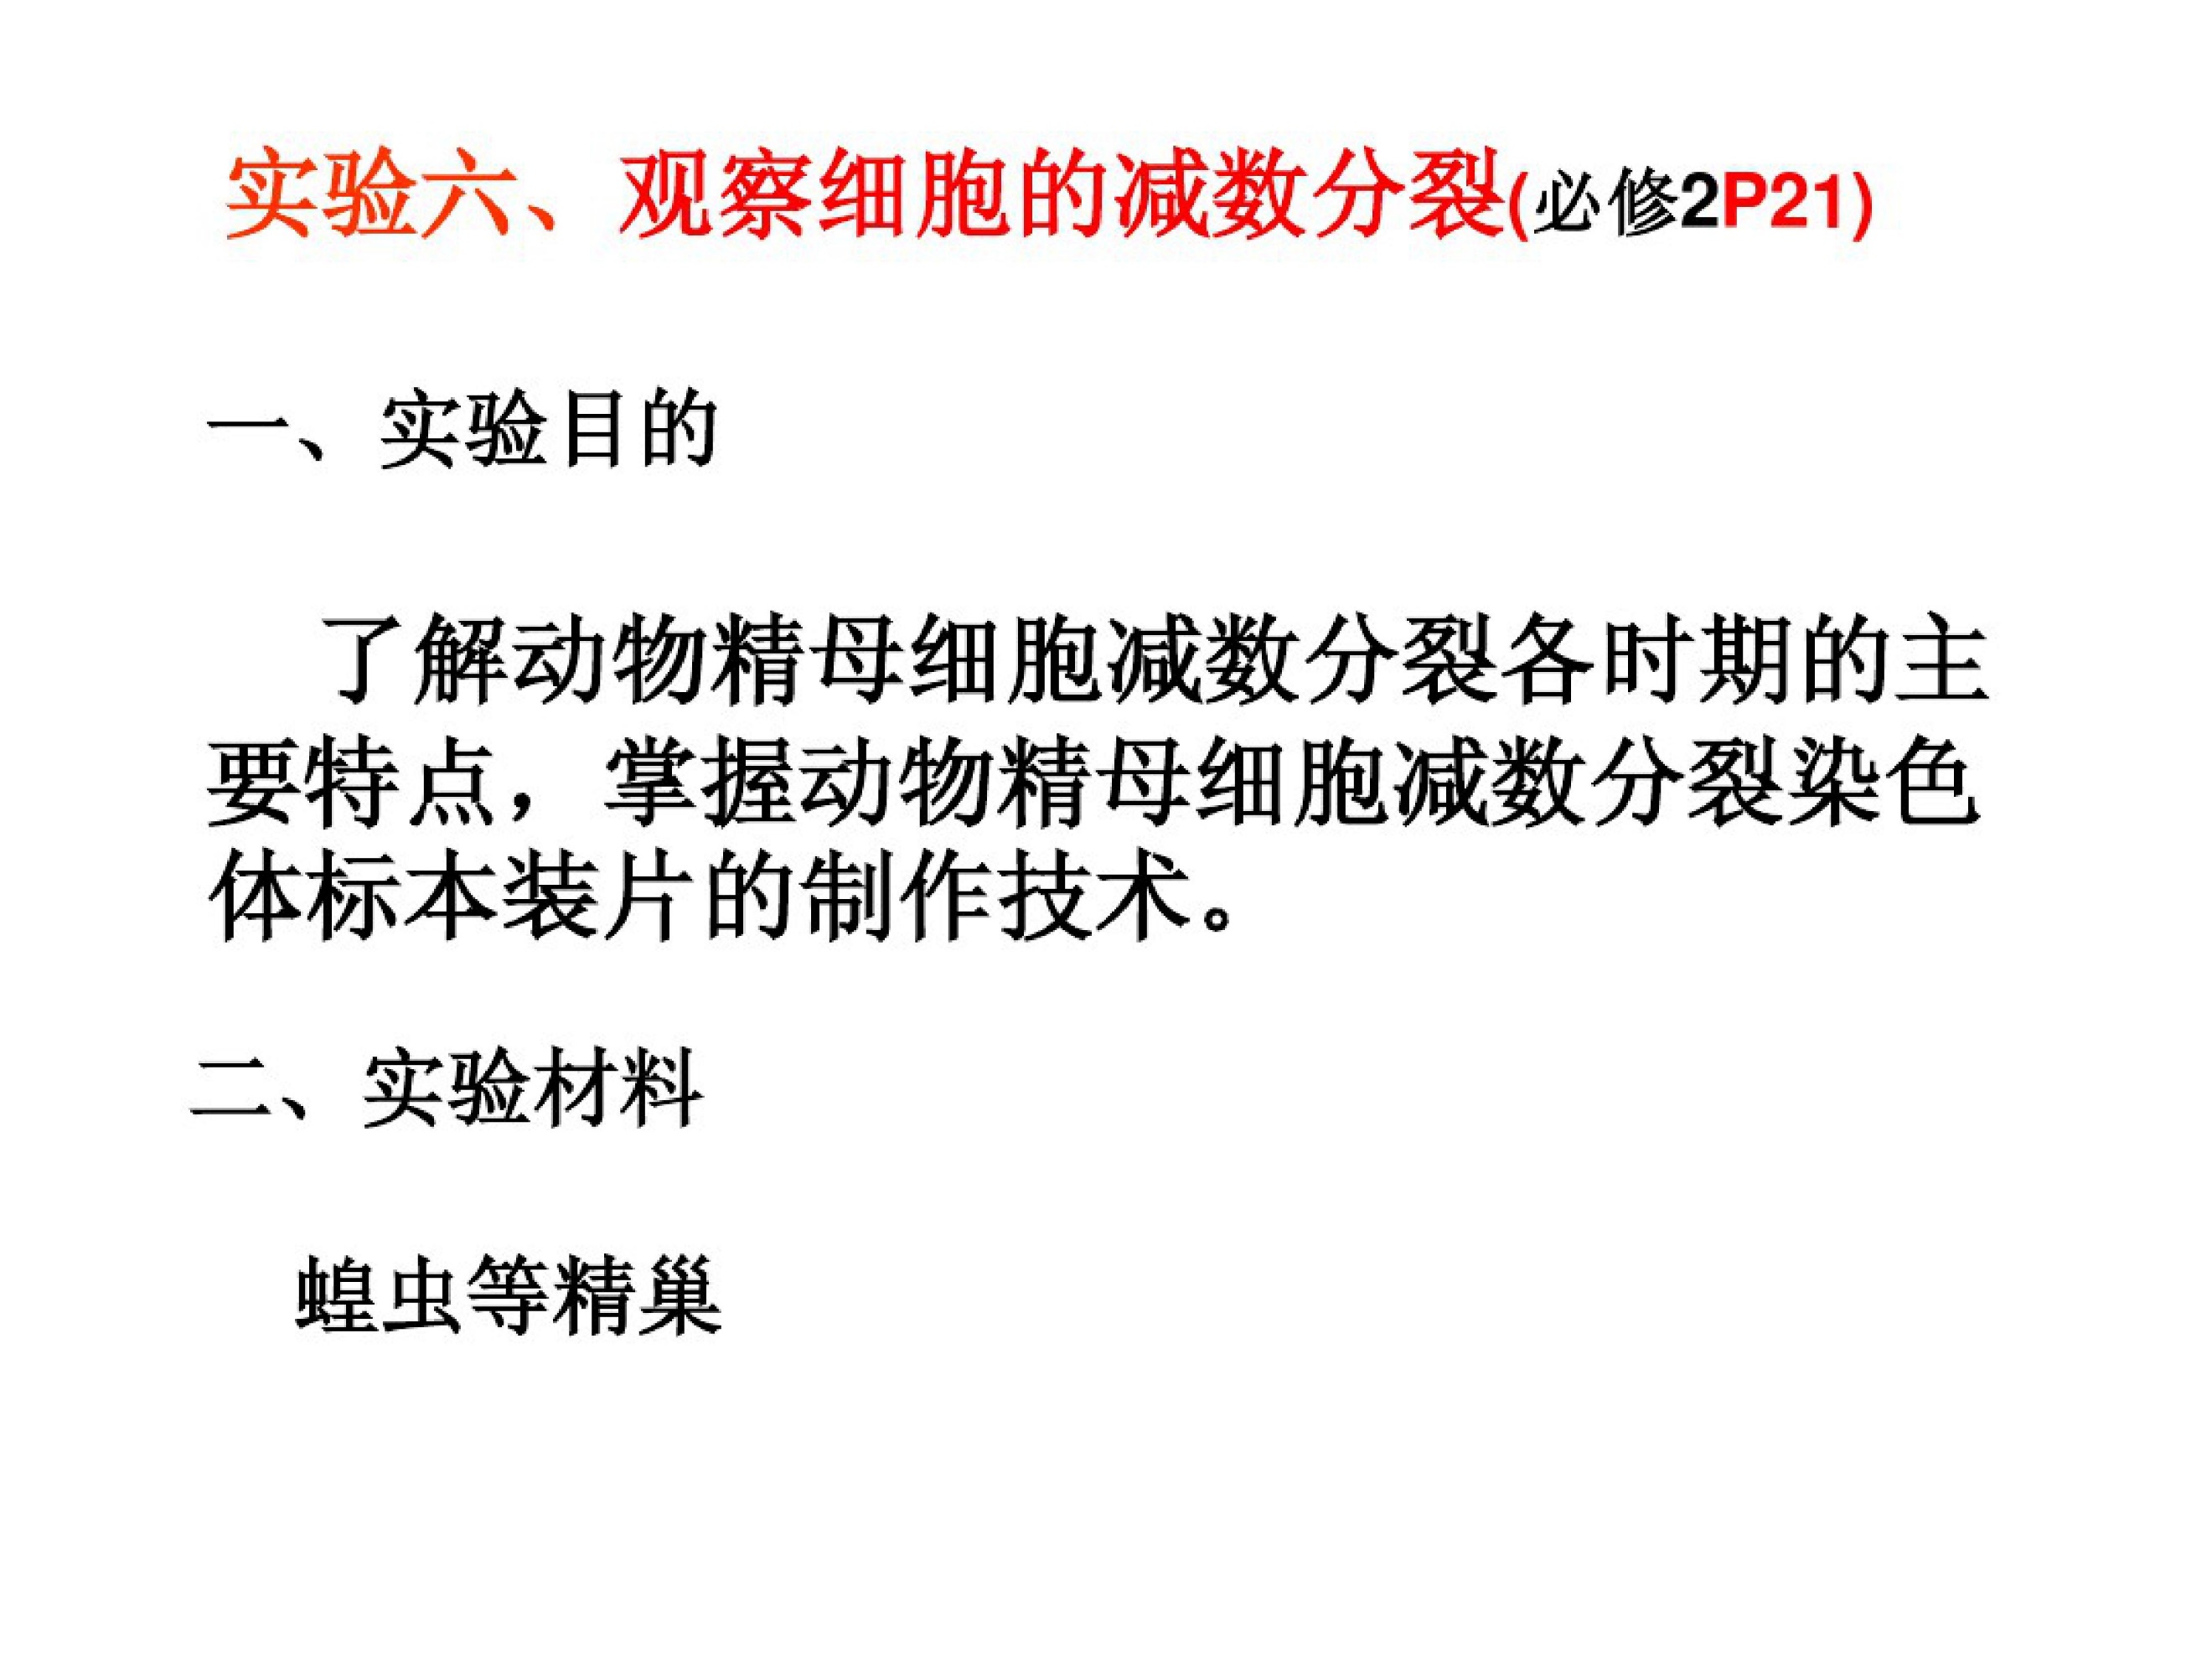 实验六、观察细胞的减数分裂(必修2P21)
一、实验目的
了解动物精母细胞减数分裂各时期的主
要特点，掌握动物精母细胞减数分裂染色
体标本装片的制作技术。
二、实验材料
蝗虫等精巢